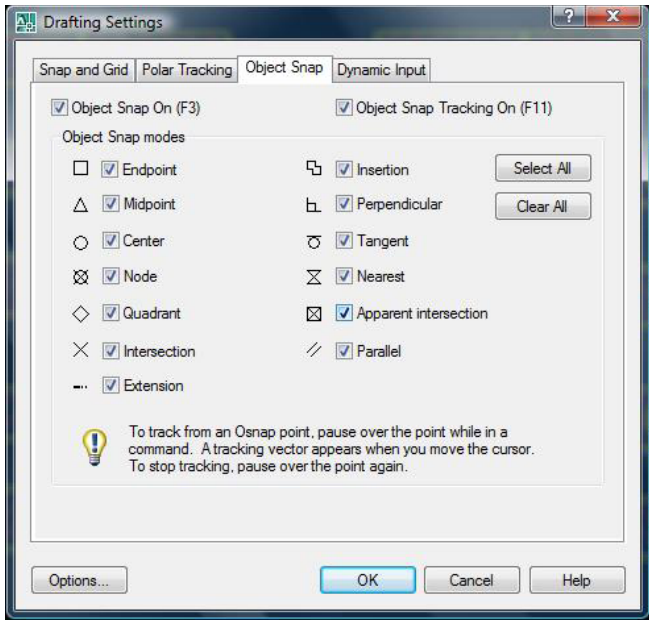 Drafting Settings
Snap and Grid
Polar Tracking
Object Snap
Dynamic Input
Object Snap On (F3)
Object Snap Tracking On (F11)
Object Snap modes
Endpoint
Insertion
Select All
Midpoint
Perpendicular
Clear All
Center
Tangent
Node
Nearest
Quadrant
Apparent intersection
Intersection
Parallel
Extension
To track from an Osnap point, pause over the point while in a
command. A tracking vector appears when you move the cursor.
To stop tracking, pause over the point again.
Options...
OK
Cancel
Help